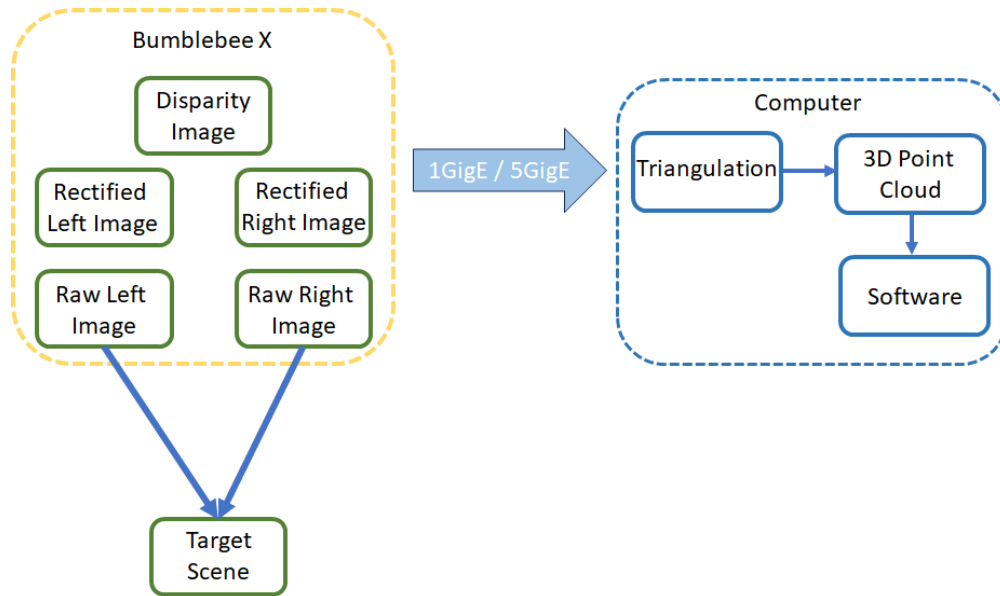 Bumblebee X
Disparity
Image
Rectified
Left Image
Rectified
Right Image
Raw Left
Image
Raw Right
Image
Target
Scene
1GigE / 5GigE
Computer
Triangulation
3D Point
Cloud
Software